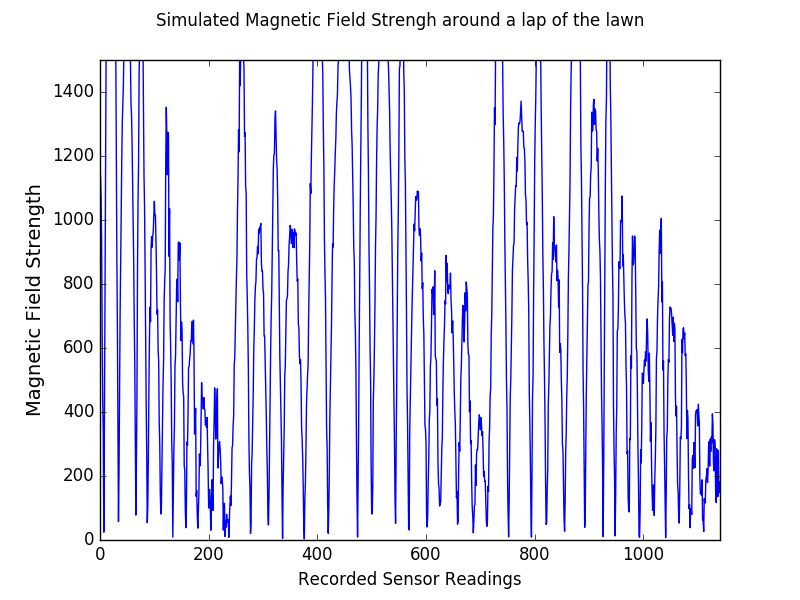 Simulated Magnetic Field Strengh around a lap of the lawn
Magnetic Field Strength
1400
1200
1000
800
600
400
200
0
0 200 400 600 800 1000
Recorded Sensor Readings